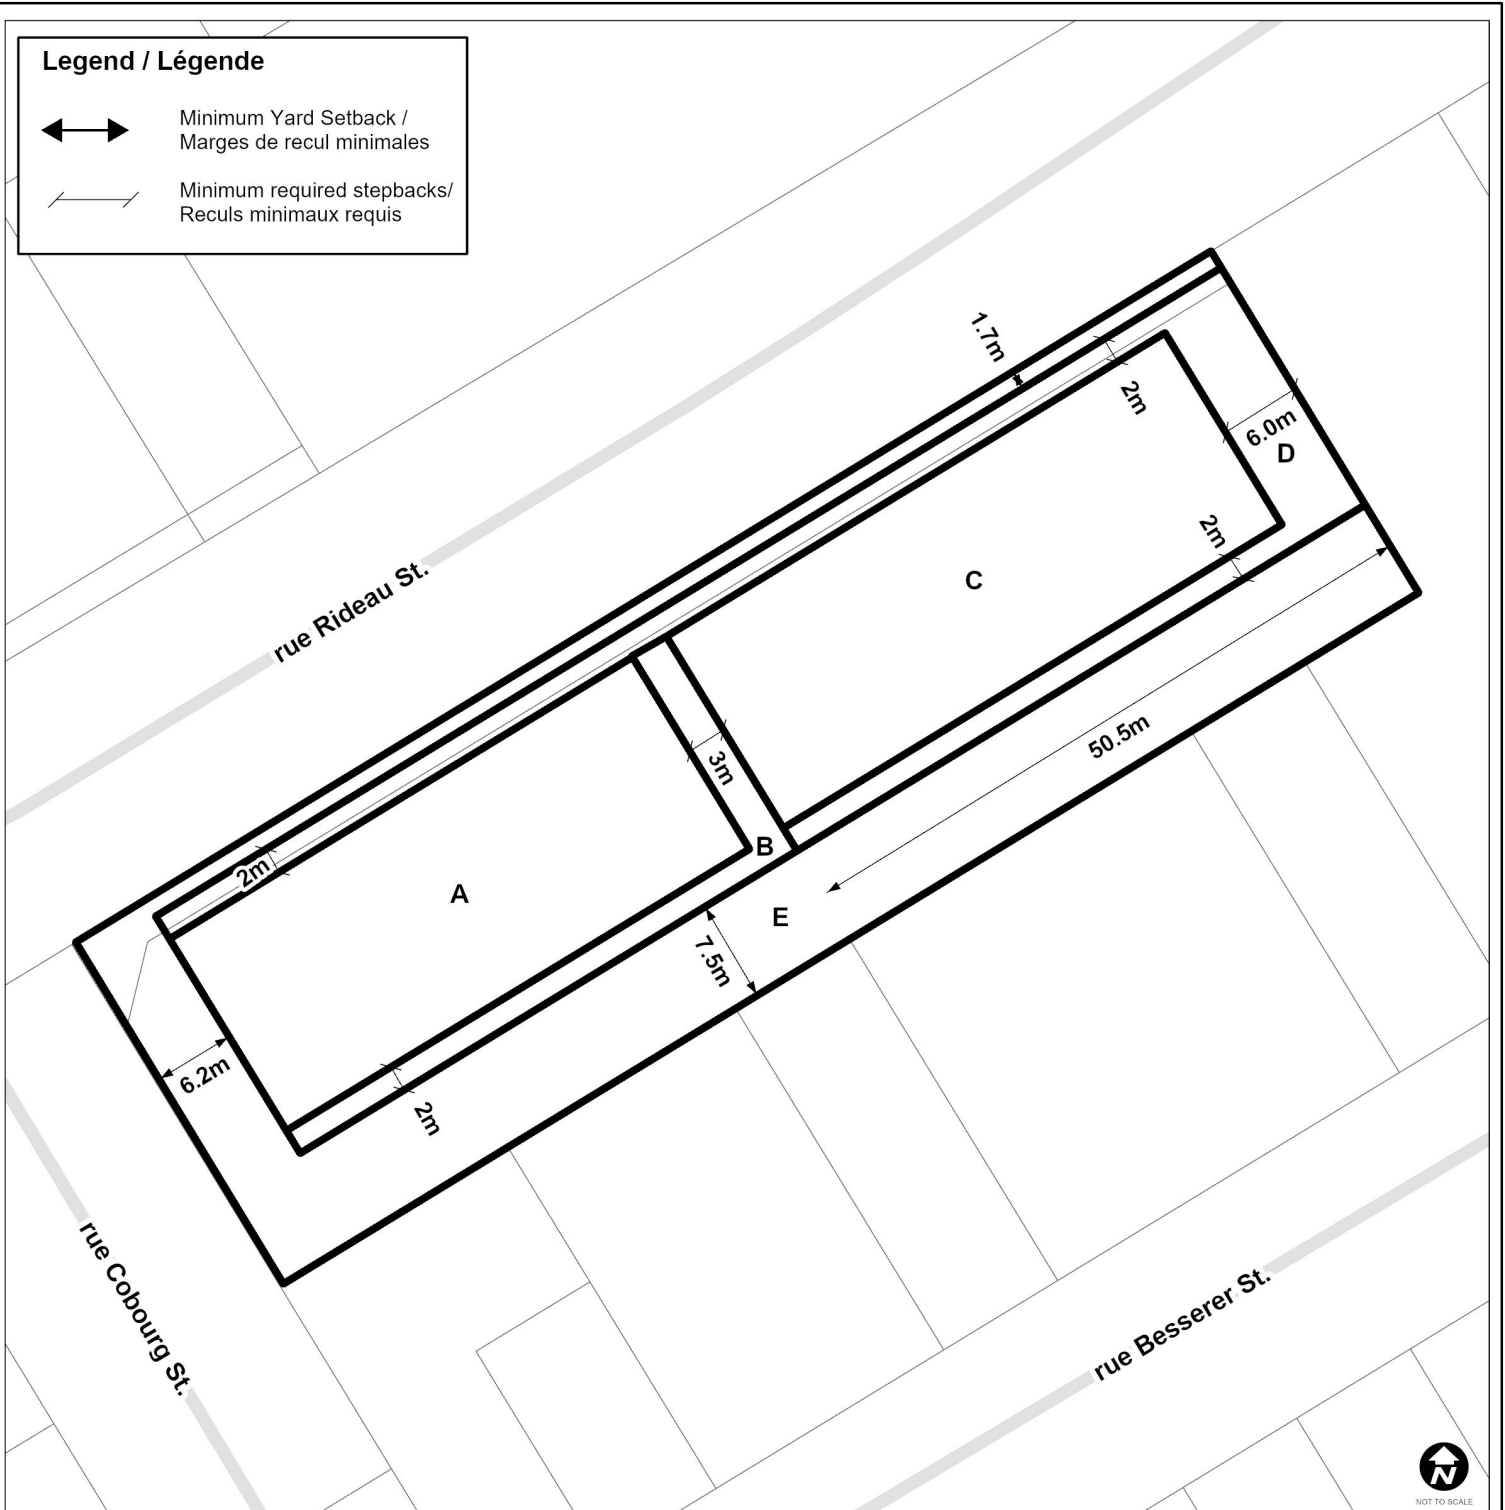 Legend / Légende
Minimum Yard Setback /
Marges de recul minimales
Minimum required stepbacks/
Reculs minimaux requis
1.7m
2m
6.0m
D
2m
C
rue Rideau St.
50.5m
3m
B
2m
A
E
7.5m
6.2m
2m
rue Cobourg St.
rue Besserer St.
N
NOT TO SCALE